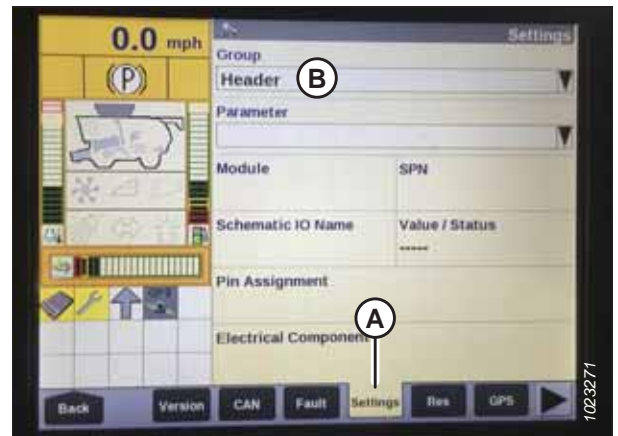 0.0 mph
Settings
(P)
Group
Header
B
Parameter
Module
SPN
Schematic IO Name
Value / Status
-----
Pin Assignment
A
Electrical Component
Back
Version
CAN
Fault
Settings
Res
GPS
1023271